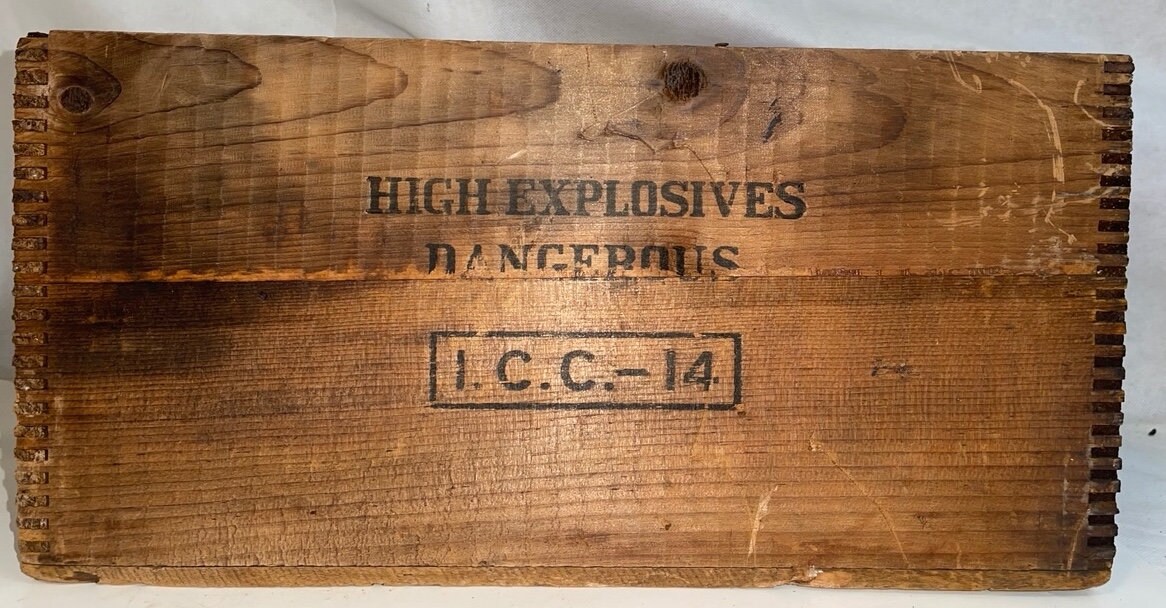 HIGH EXPLOSIVES
DANGEROUS
I.C.C.-14